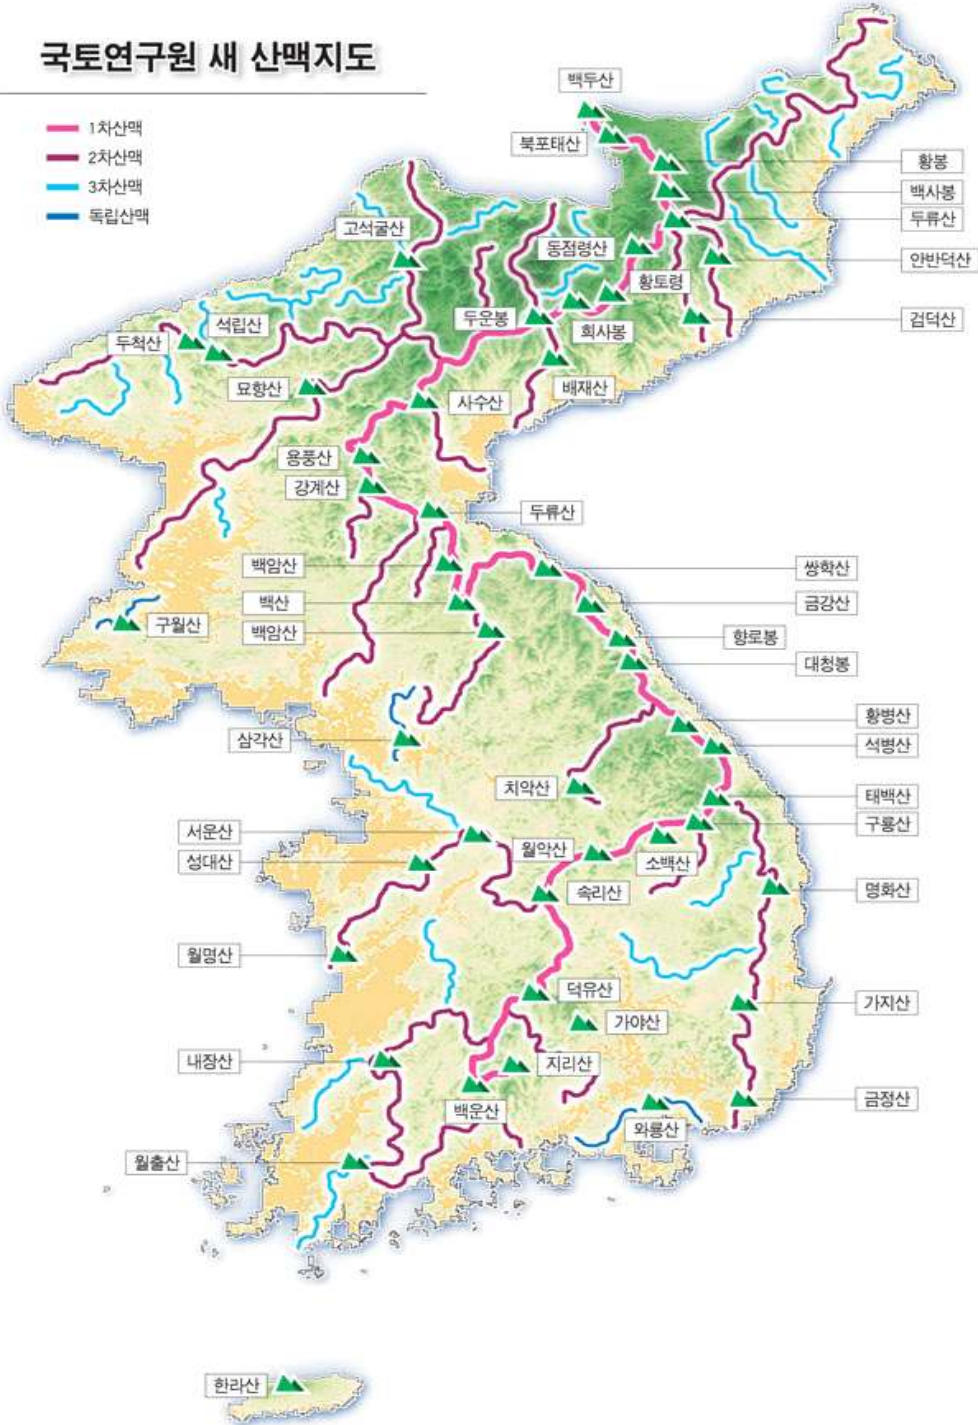 국토연구원 새 산맥지도
1차산맥
2차산맥
3차산맥
독립산맥
백두산
북포태산
황봉
백사봉
두류산
고석굴산
동점령산
안반덕산
황토령
석립산
두운봉
희사봉
검덕산
두척산
묘향산
배재산
사수산
용풍산
강계산
두류산
백암산
쌍학산
백산
금강산
구월산
백암산
향로봉
대청봉
황병산
삼각산
석병산
치악산
태백산
서운산
구룡산
월악산
성대산
소백산
속리산
명화산
월명산
덕유산
가지산
가야산
내장산
지리산
금정산
백운산
와룡산
월출산
한라산